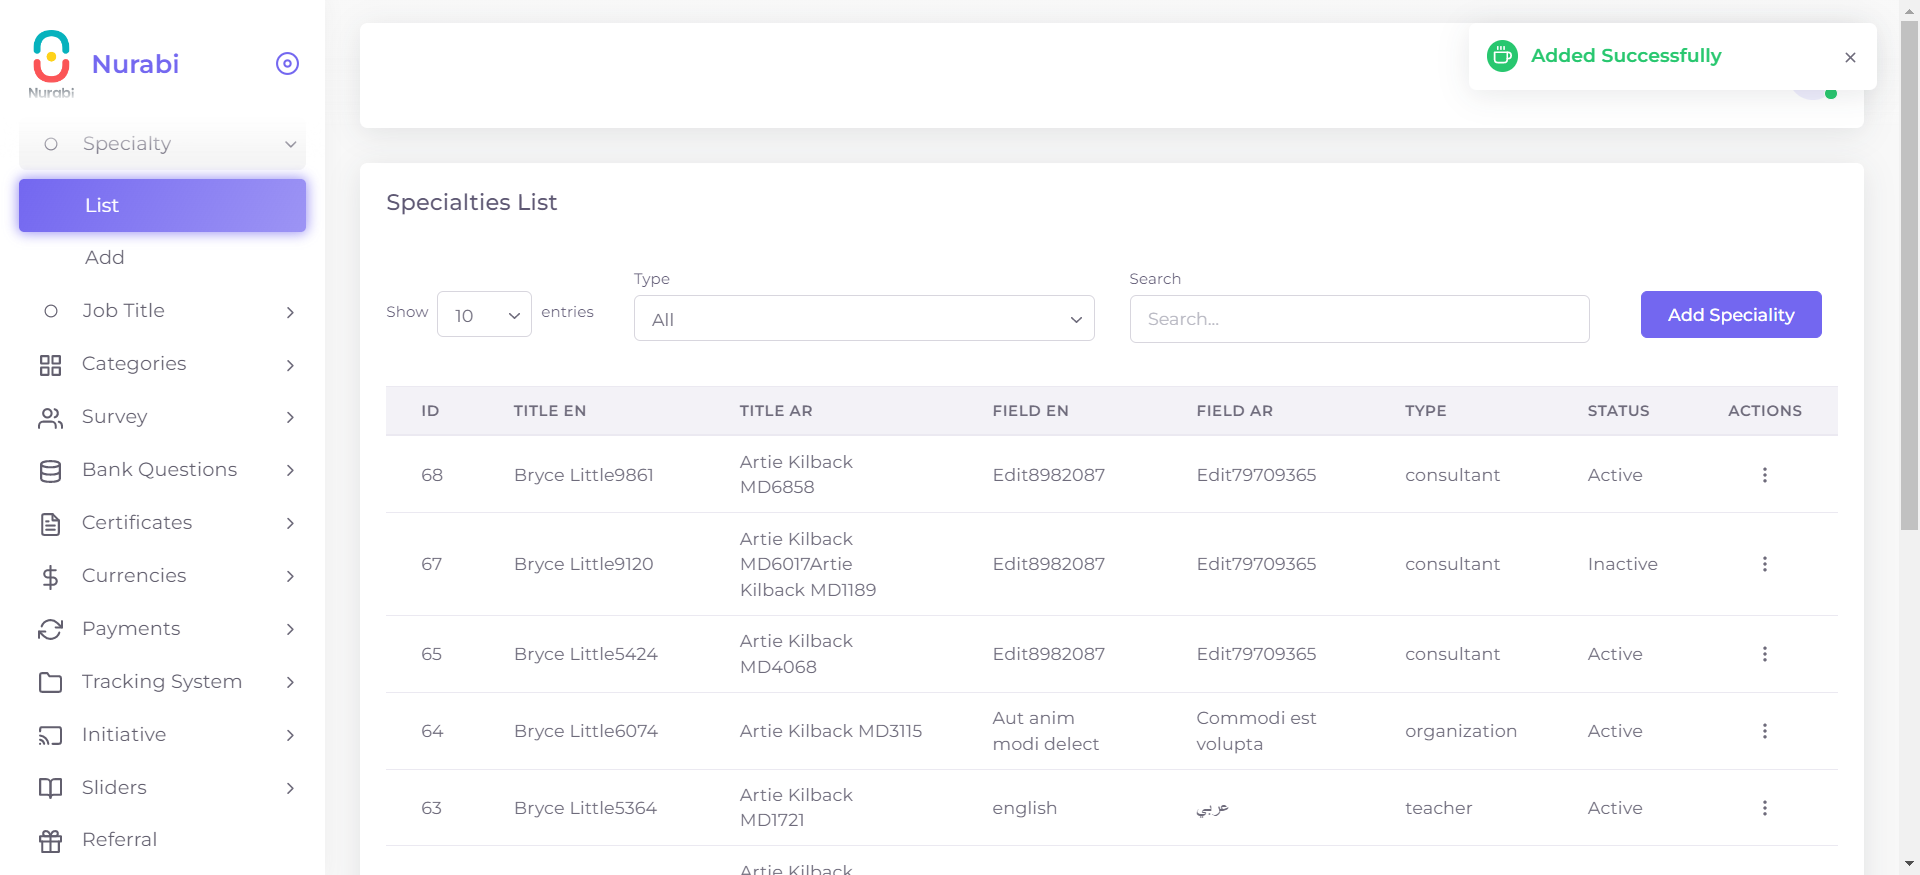 Nurabi
Nurabi
Specialty
List
Add
Job Title
Categories
Survey
Bank Questions
Certificates
Currencies
Payments
Tracking System
Initiative
Sliders
Referral
Added Successfully
Specialties List
Show 10 entries
Type
All
Search
Search...
Add Speciality
ID TITLE EN TITLE AR FIELD EN FIELD AR TYPE STATUS ACTIONS
68 Bryce Little9861 Artie Kilback MD6858 Edit8982087 Edit79709365 consultant Active
67 Bryce Little9120 Artie Kilback MD6017Artie Kilback MD1189 Edit8982087 Edit79709365 consultant Inactive
65 Bryce Little5424 Artie Kilback MD4068 Edit8982087 Edit79709365 consultant Active
64 Bryce Little6074 Artie Kilback MD3115 Aut anim modi delect Commodi est volupta organization Active
63 Bryce Little5364 Artie Kilback MD1721 english عربي teacher Active
Artie Kilback